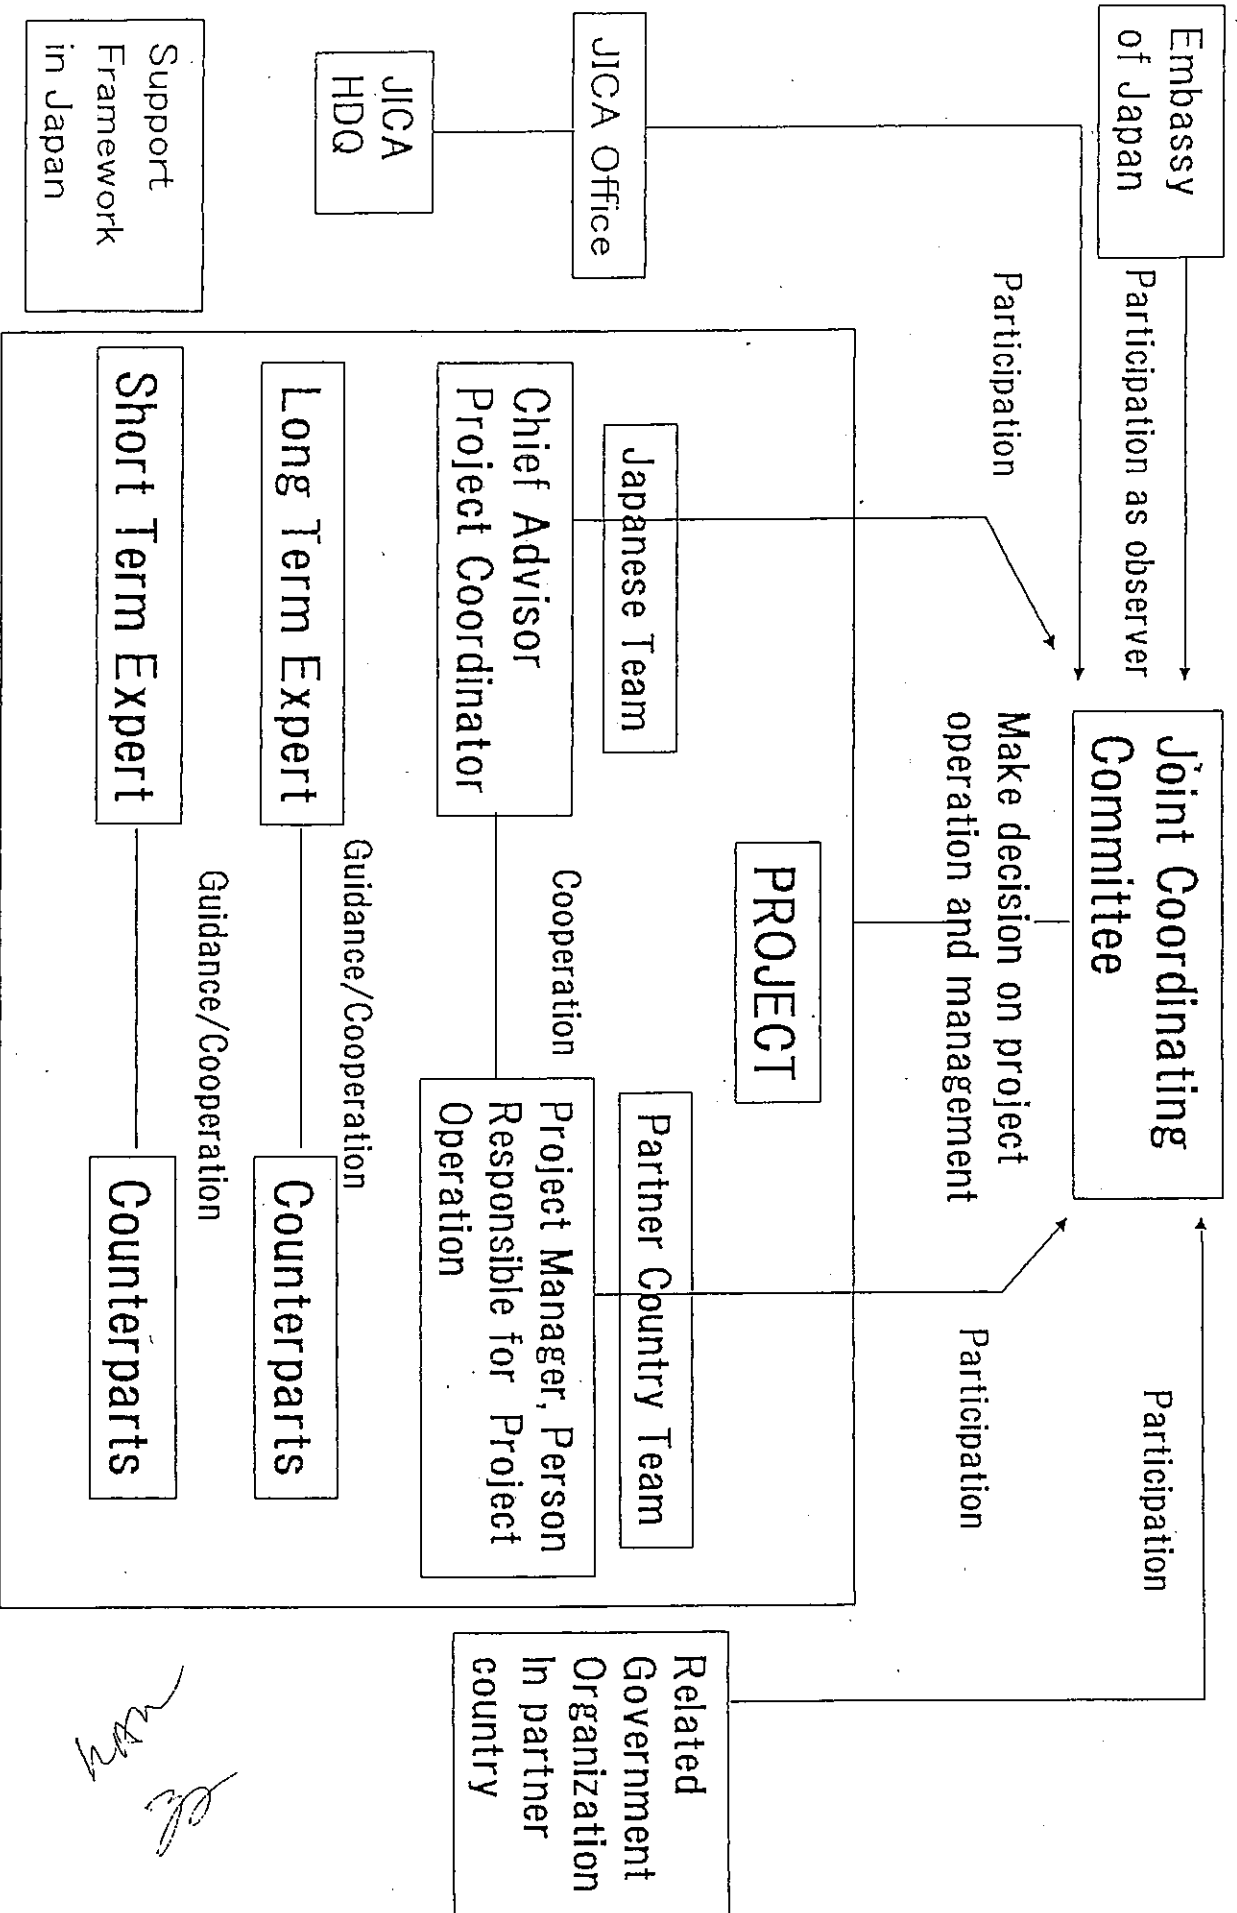 Embassy
of Japan
Participation as observer
Joint Coordinating
Committee
Participation
Participation
Make decision on project
operation and management
Participation
JICA Office
JICA
HDQ
Support
Framework
in Japan
PROJECT
Japanese Team
Partner Country Team
Chief Advisor
Project Coordinator
Cooperation
Project Manager, Person
Responsible for Project
Operation
Long Term Expert
Guidance/Cooperation
Counterparts
Short Term Expert
Guidance/Cooperation
Counterparts
Related
Government
Organization
In partner
country